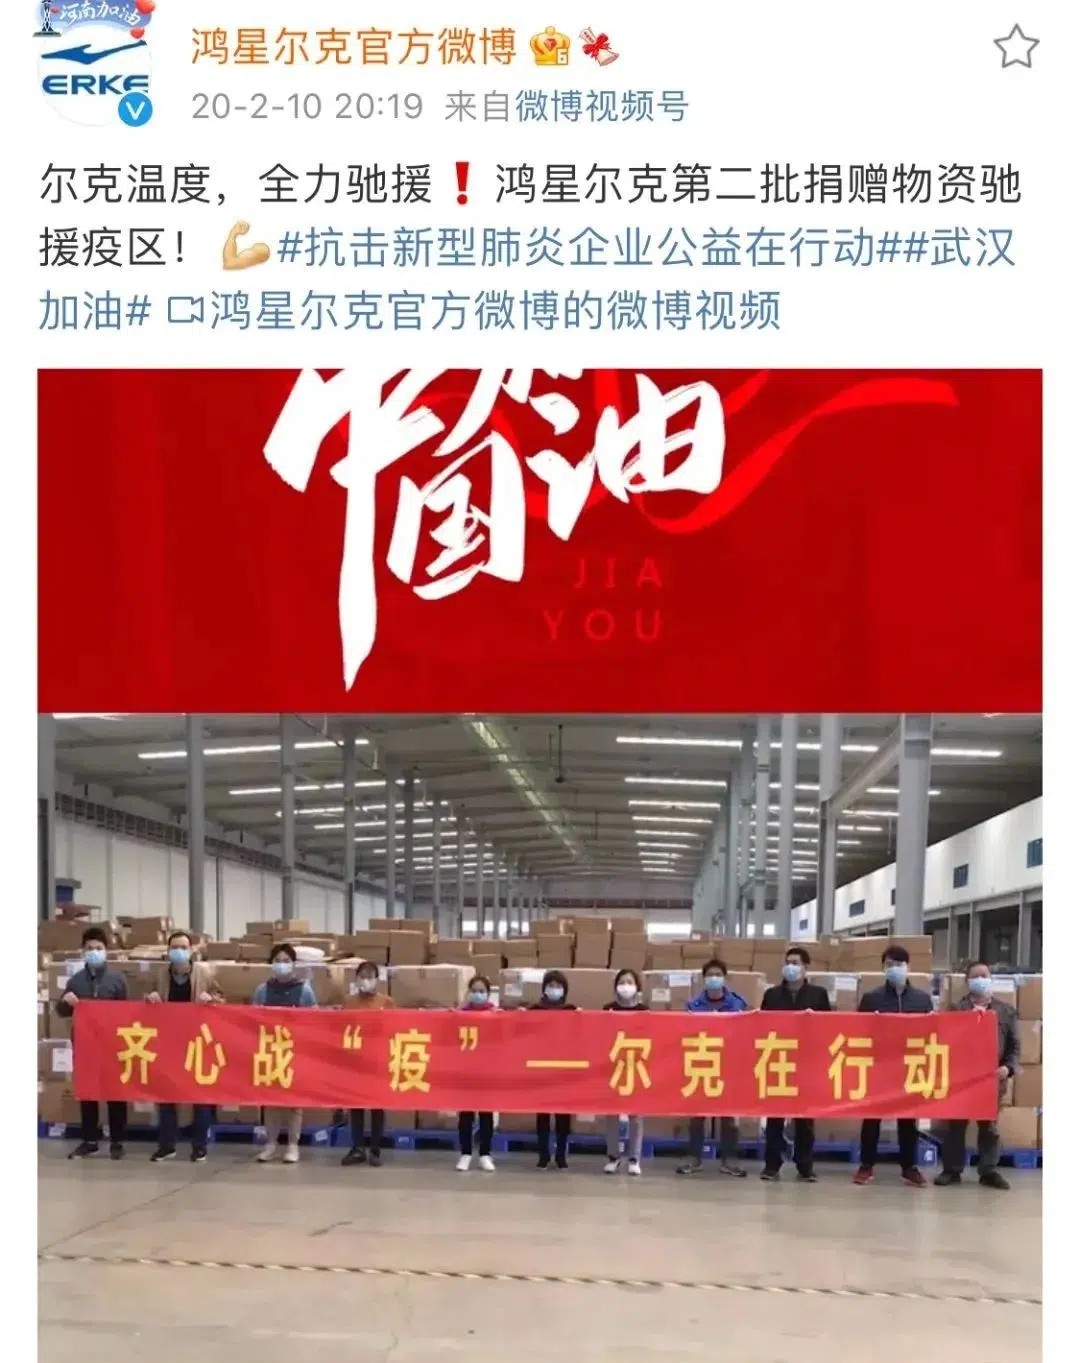 河南加油
ERKE
鸿星尔克官方微博
20-2-10 20:19 来自微博视频号
尔克温度，全力驰援❗鸿星尔克第二批捐赠物资驰
援疫区！💪#抗击新型肺炎企业公益在行动##武汉
加油# 鸿星尔克官方微博的微博视频
中国加油
JIA
YOU
齐心战“疫”—尔克在行动